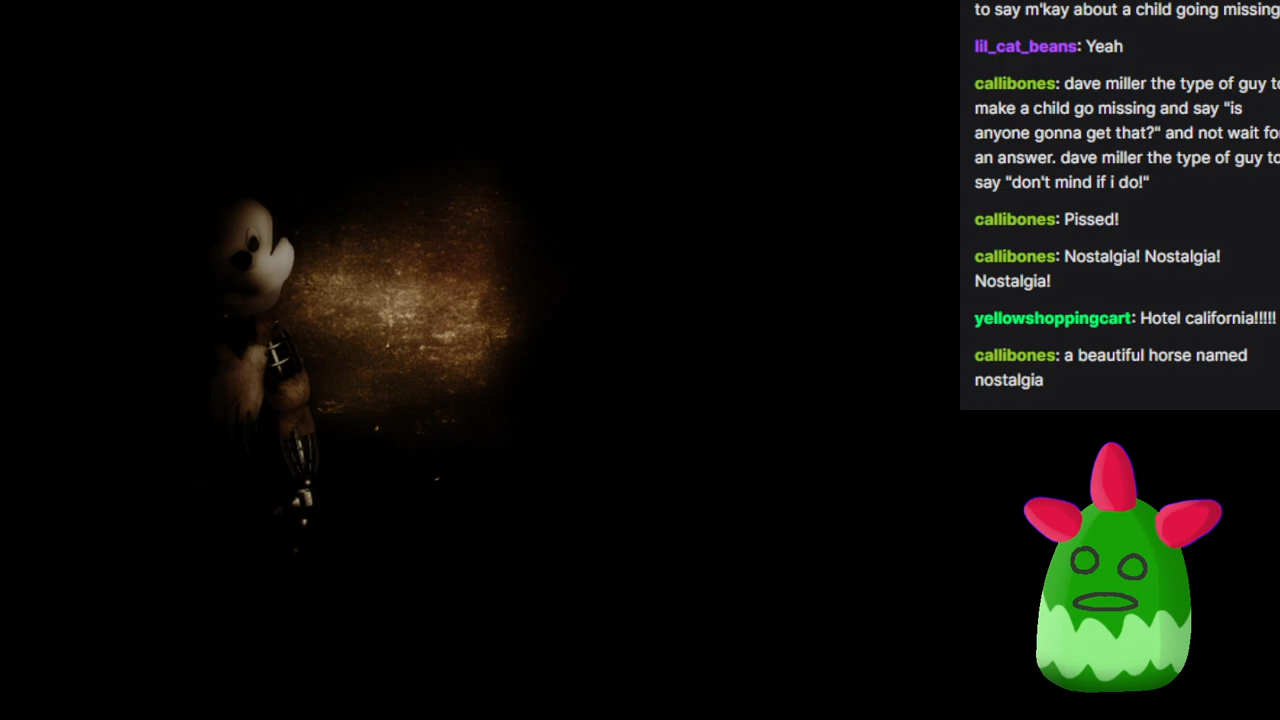 to say m'kay about a child going missing
lil_cat_beans: Yeah
callibones: dave miller the type of guy to
make a child go missing and say "is
anyone gonna get that?" and not wait for
an answer. dave miller the type of guy to
say "don't mind if i do!"
callibones: Pissed!
callibones: Nostalgia! Nostalgia!
Nostalgia!
yellowshoppingcart: Hotel california!!!!!
callibones: a beautiful horse named
nostalgia